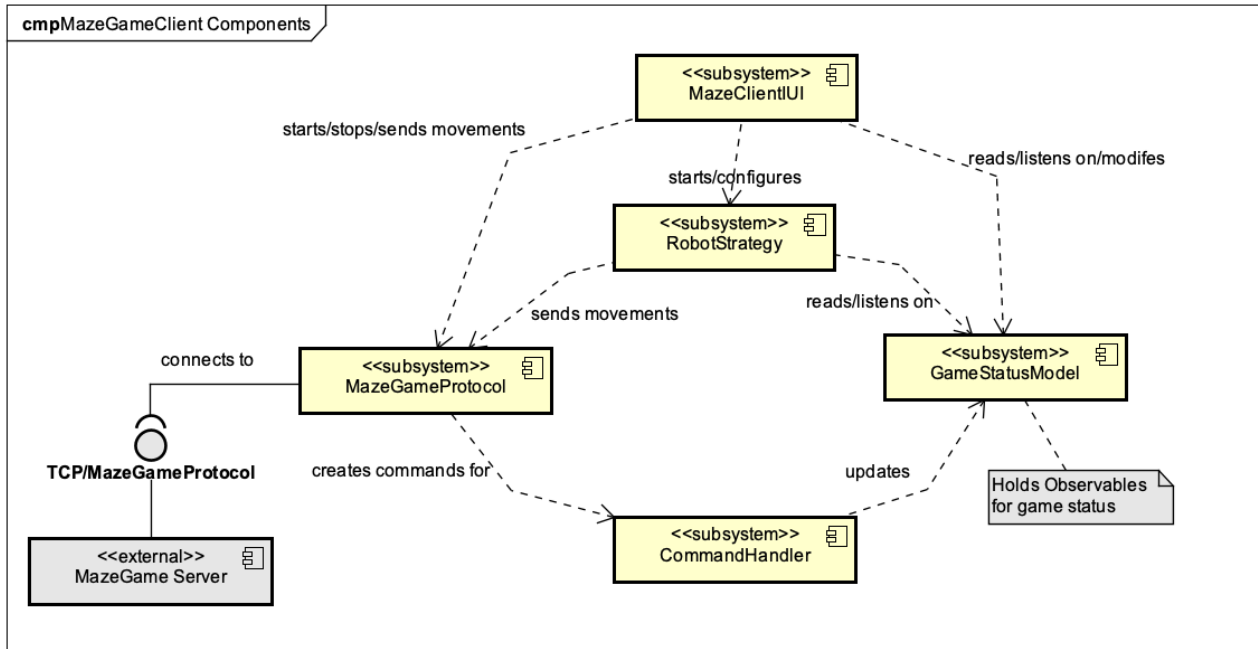 cmpMazeGameClient Components
<<subsystem>>
MazeClientIUI
starts/stops/sends movements
reads/listens on/modifes
starts/configures
<<subsystem>>
RobotStrategy
reads/listens on
sends movements
<<subsystem>>
MazeGameProtocol
<<subsystem>>
GameStatusModel
connects to
TCP/MazeGameProtocol
creates commands for
updates
Holds Observables
for game status
<<subsystem>>
CommandHandler
<<external>>
MazeGame Server